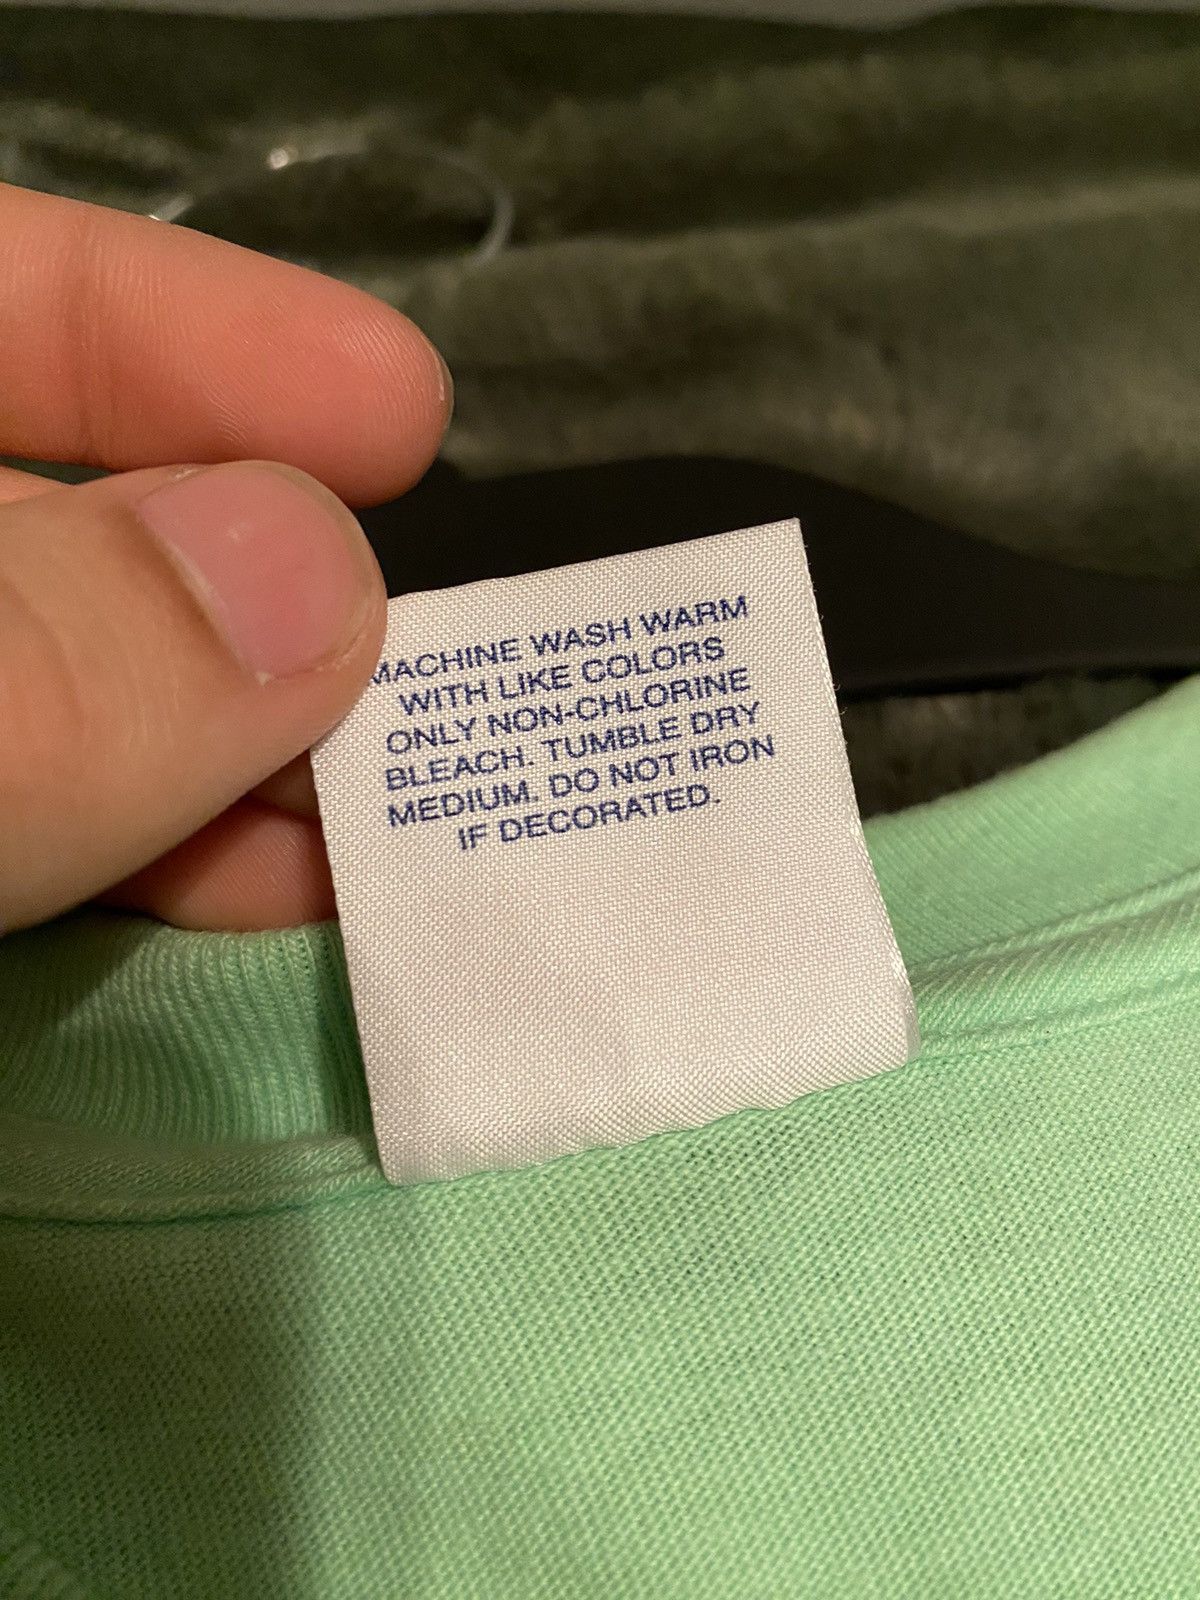 MACHINE WASH WARM
WITH LIKE COLORS
ONLY NON-CHLORINE
BLEACH. TUMBLE DRY
MEDIUM. DO NOT IRON
IF DECORATED.